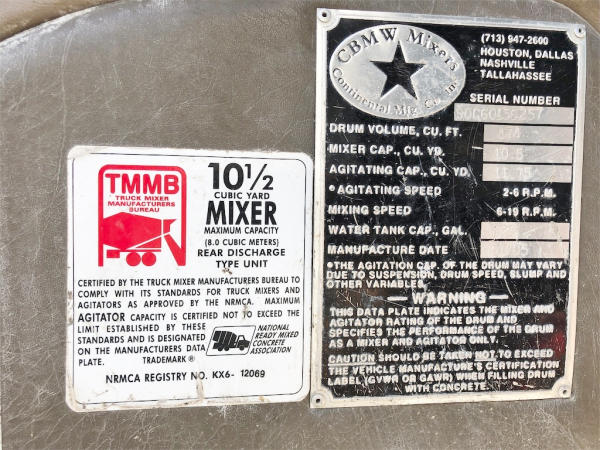 TMMB
TRUCK MIXER
MANUFACTURERS
BUREAU
10 1/2
CUBIC YARD
MIXER
MAXIMUM CAPACITY
(8.0 CUBIC METERS)
REAR DISCHARGE
TYPE UNIT
CERTIFIED BY THE TRUCK MIXER MANUFACTURERS BUREAU TO
COMPLY WITH ITS STANDARDS FOR TRUCK MIXERS AND
AGITATORS AS APPROVED BY THE NRMCA. MAXIMUM
AGITATOR CAPACITY IS CERTIFIED NOT TO EXCEED THE
LIMIT ESTABLISHED BY THESE
STANDARDS AND IS DESIGNATED
ON THE MANUFACTURERS DATA
PLATE. TRADEMARK ®
NATIONAL
READY MIXED
CONCRETE
ASSOCIATION
NRMCA REGISTRY NO. KX6- 12069
CBMW Mixers
Continental Mfg. Co. In
(713) 947-2600
HOUSTON, DALLAS
NASHVILLE
TALLAHASSEE
SERIAL NUMBER
DRUM VOLUME, CU. FT.
MIXER CAP., CU. YD. 10.5
AGITATING CAP., CU. YD.
•AGITATING SPEED 2-6 R.P.M.
MIXING SPEED 6-19 R.P.M.
WATER TANK CAP., GAL.
MANUFACTURE DATE
•THE AGITATION CAP. OF THE DRUM MAY VARY
DUE TO SUSPENSION, DRUM SPEED, SLUMP AND
OTHER VARIABLES.
— WARNING —
THIS DATA PLATE INDICATES THE MIXER AND
AGITATOR RATING OF THE DRUM AND
SPECIFIES THE PERFORMANCE OF THE DRUM
AS A MIXER AND AGITATOR ONLY.
CAUTION SHOULD BE TAKEN NOT TO EXCEED
THE VEHICLE MANUFACTURE'S CERTIFICATION
LABEL (GVWR OR GAWR) WHEN FILLING DRUM
WITH CONCRETE.